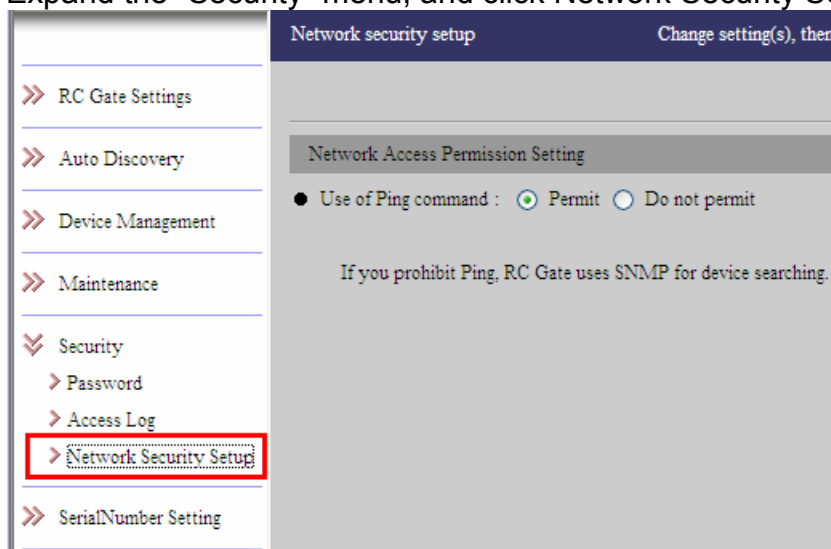 Expand the "Security" menu, and click Network Security Se
Network security setup Change setting(s), then
RC Gate Settings
Auto Discovery
Device Management
Maintenance
Security
Password
Access Log
Network Security Setup
SerialNumber Setting
Network Access Permission Setting
Use of Ping command : Permit Do not permit
If you prohibit Ping, RC Gate uses SNMP for device searching.